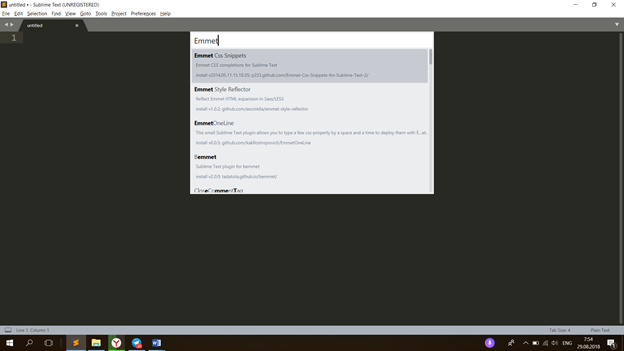 untitled • - Sublime Text (UNREGISTERED)
File Edit Selection Find View Goto Tools Project Preferences Help
untitled
1
Emmet
Emmet Css Snippets
Emmet CSS completions for Sublime Text
install v2014.05.11.15.10.25; p233.github.com/Emmet-Css-Snippets-for-Sublime-Text-2/
Emmet Style Reflector
Reflect Emmet HTML expansion in Sass/LESS
install v1.0.2; github.com/secobida/emmet-style-reflector
EmmetOneLine
This small Sublime Text plugin allows you to type a few css property by a space and a time to deploy them with E...at.
install v0.0.3; github.com/kakRostropovich/EmmetOneLine
Bemmet
Sublime Text plugin for bemmet
install v2.0.0; tadatuta.github.io/bemmet/
CloseCommentTag
Line 1, Column 1
Tab Size: 4
Plain Text
ENG
7:54
29.08.2018